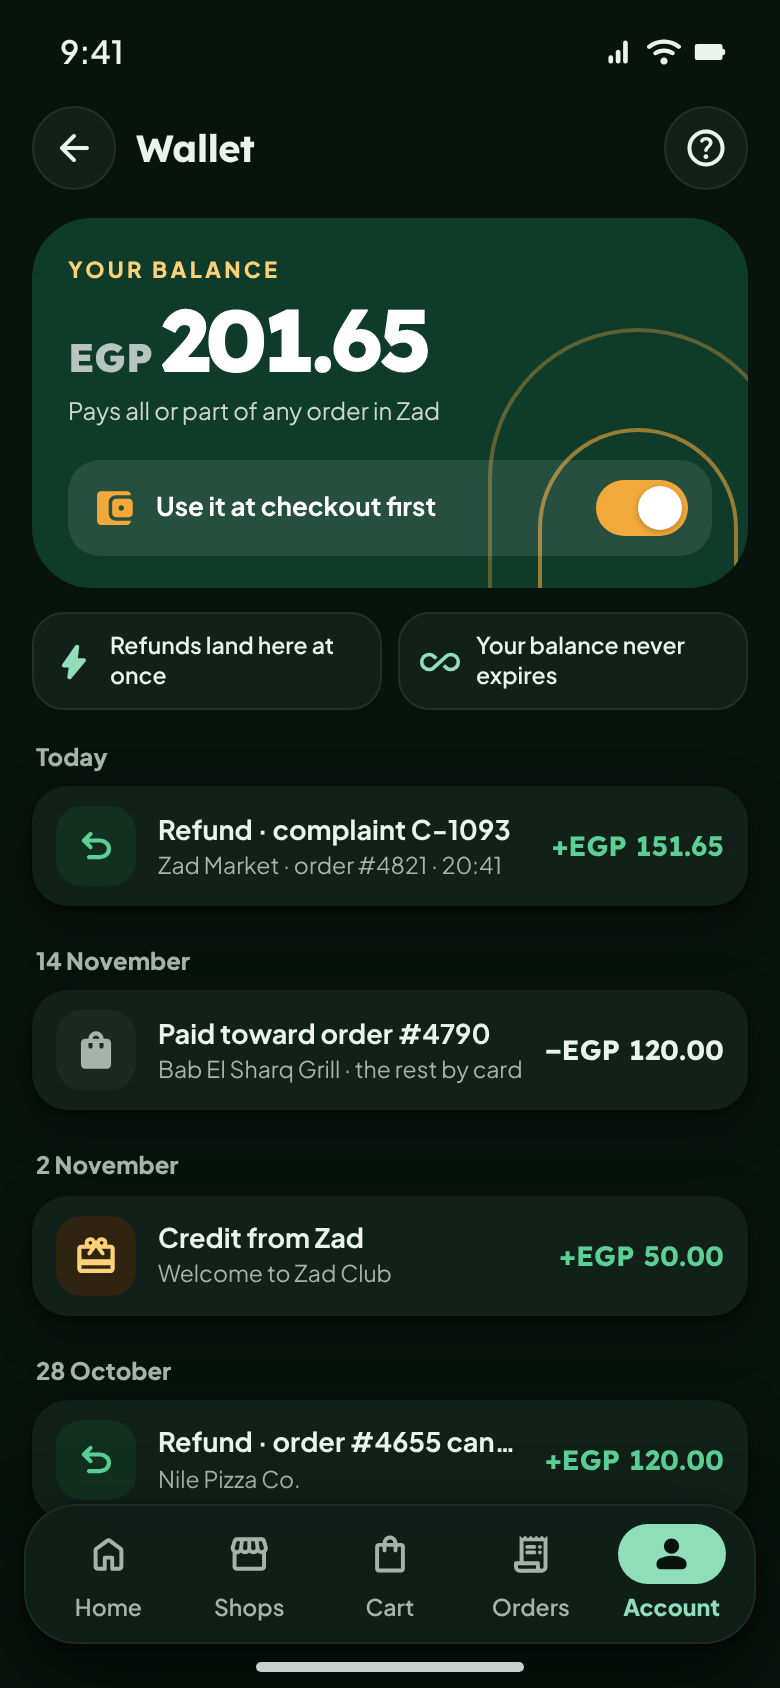 9:41
Wallet
YOUR BALANCE
EGP 201.65
Pays all or part of any order in Zad
Use it at checkout first
Refunds land here at
once
Your balance never
expires
Today
Refund · complaint C-1093
+EGP 151.65
Zad Market · order #4821 · 20:41
14 November
Paid toward order #4790
−EGP 120.00
Bab El Sharq Grill · the rest by card
2 November
Credit from Zad
+EGP 50.00
Welcome to Zad Club
28 October
Refund · order #4655 can...
+EGP 120.00
Nile Pizza Co.
Home
Shops
Cart
Orders
Account